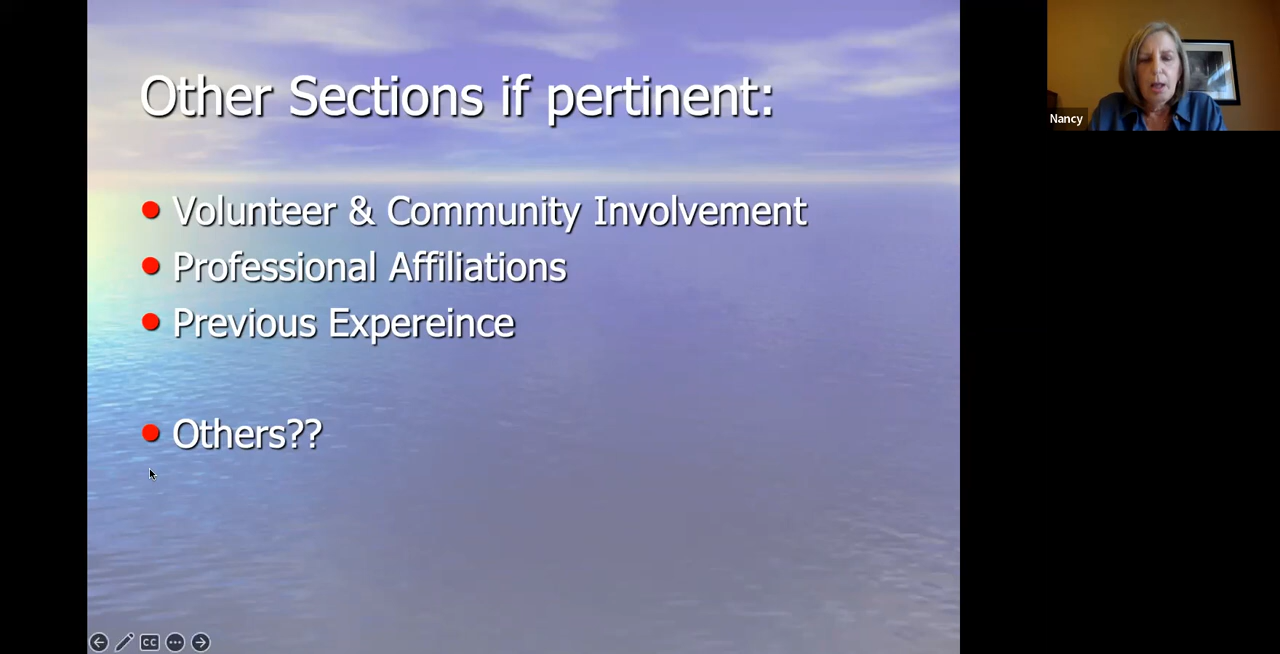 Other Sections if pertinent:
Volunteer & Community Involvement
Professional Affiliations
Previous Expereince
Others??
Nancy
CC